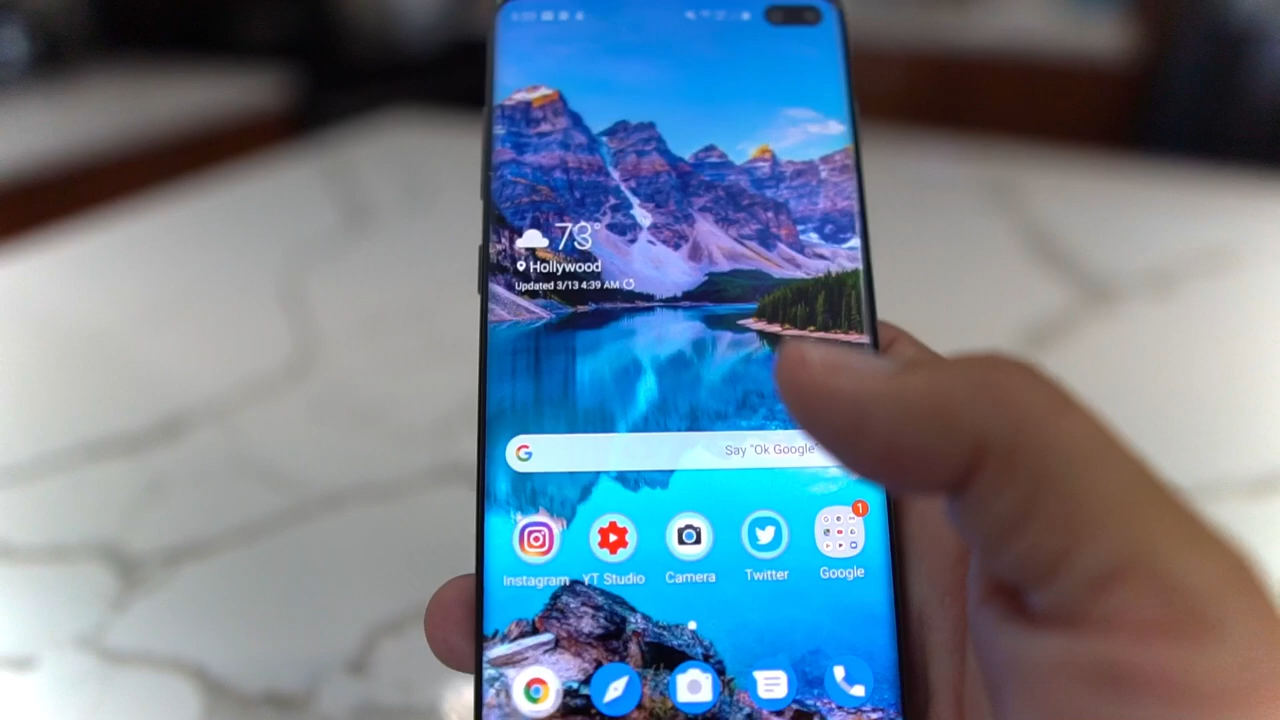 73°
Hollywood
Updated 3/13 4:39 AM
G Say "Ok Google"
1
Instagram YT Studio Camera Twitter Google